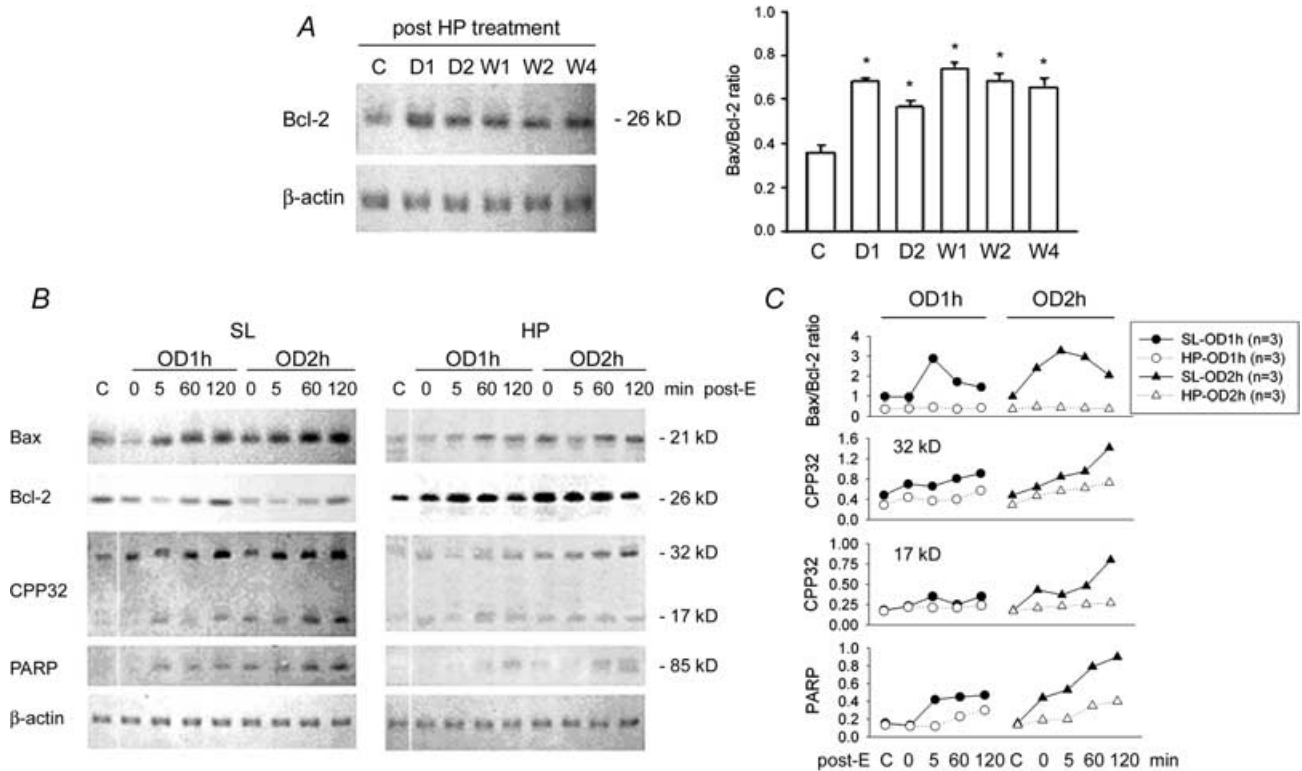 A
post HP treatment
C D1 D2 W1 W2 W4
Bcl-2
- 26 kD
β-actin
Bax/Bcl-2 ratio
1.0
0.8
0.6
0.4
0.2
0.0
* * * * *
C D1 D2 W1 W2 W4
B
SL HP
OD1h OD2h OD1h OD2h
C 0 5 60 120 0 5 60 120 C 0 5 60 120 0 5 60 120 min post-E
Bax - 21 kD
Bcl-2 - 26 kD
CPP32 - 32 kD
- 17 kD
PARP - 85 kD
β-actin
C
OD1h OD2h
Bax/Bcl-2 ratio
4
3
2
1
0
SL-OD1h (n=3)
HP-OD1h (n=3)
SL-OD2h (n=3)
HP-OD2h (n=3)
CPP32
32 kD
1.6
1.2
0.8
0.4
0.0
CPP32
17 kD
1.00
0.75
0.50
0.25
0.00
PARP
1.0
0.8
0.6
0.4
0.2
0.0
post-E C 0 5 60 120 C 0 5 60 120 min